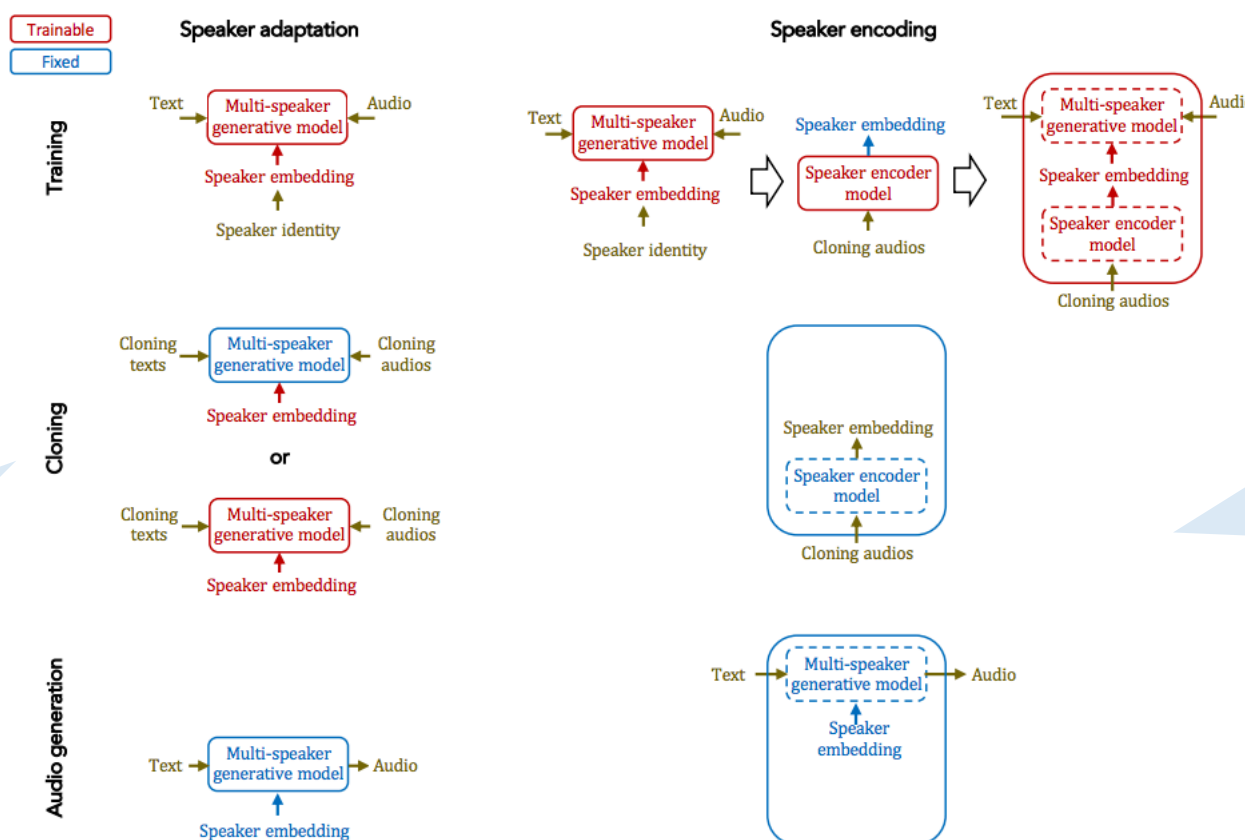 Trainable
Fixed
Speaker adaptation
Speaker encoding
Training
Text
Multi-speaker
generative model
Audio
Speaker embedding
Speaker identity
Text
Multi-speaker
generative model
Audio
Speaker embedding
Speaker identity
Speaker embedding
Speaker encoder
model
Cloning audios
Text
Multi-speaker
generative model
Audio
Speaker embedding
Speaker encoder
model
Cloning audios
Cloning
Cloning
texts
Multi-speaker
generative model
Cloning
audios
Speaker embedding
or
Cloning
texts
Multi-speaker
generative model
Cloning
audios
Speaker embedding
Speaker embedding
Speaker encoder
model
Cloning audios
Audio generation
Text
Multi-speaker
generative model
Audio
Speaker embedding
Text
Multi-speaker
generative model
Audio
Speaker
embedding